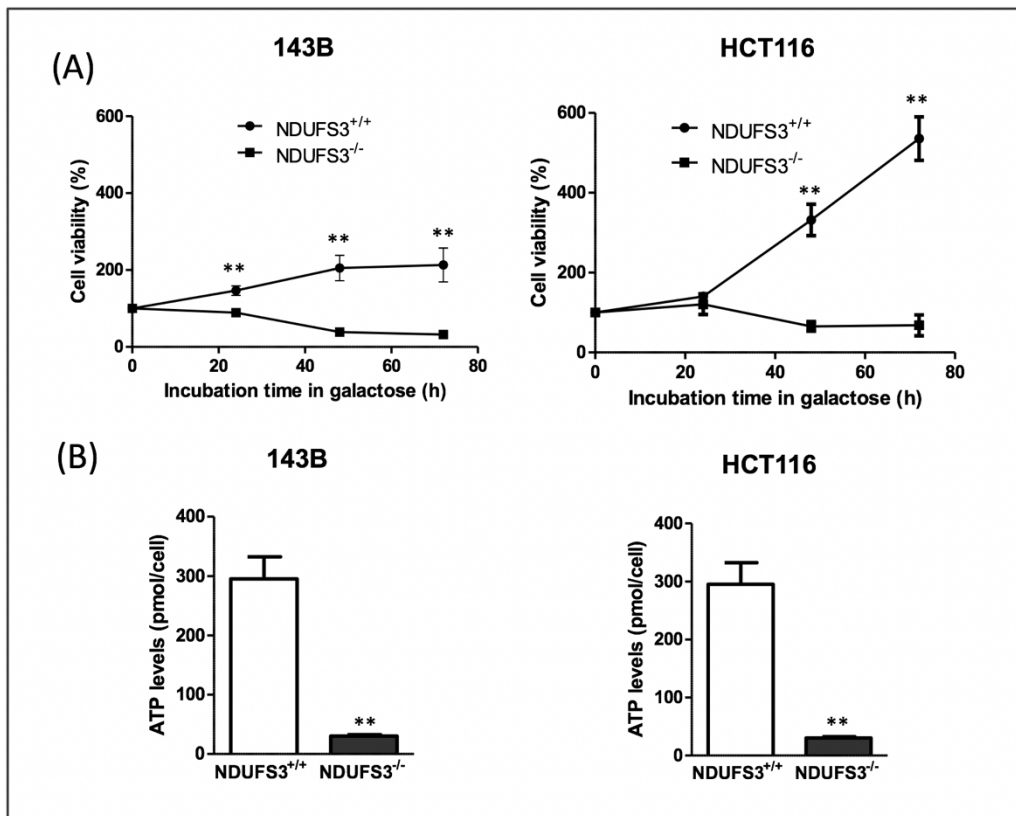 (A)
143B
600
400
200
0
Cell viability (%)
NDUFS3+/+
NDUFS3-/-
**
**
**
0 20 40 60 80
Incubation time in galactose (h)
HCT116
600
400
200
0
Cell viability (%)
NDUFS3+/+
NDUFS3-/-
**
**
0 20 40 60 80
Incubation time in galactose (h)
(B)
143B
400
300
200
100
0
ATP levels (pmol/cell)
**
NDUFS3+/+ NDUFS3-/-
HCT116
400
300
200
100
0
ATP levels (pmol/cell)
**
NDUFS3+/+ NDUFS3-/-